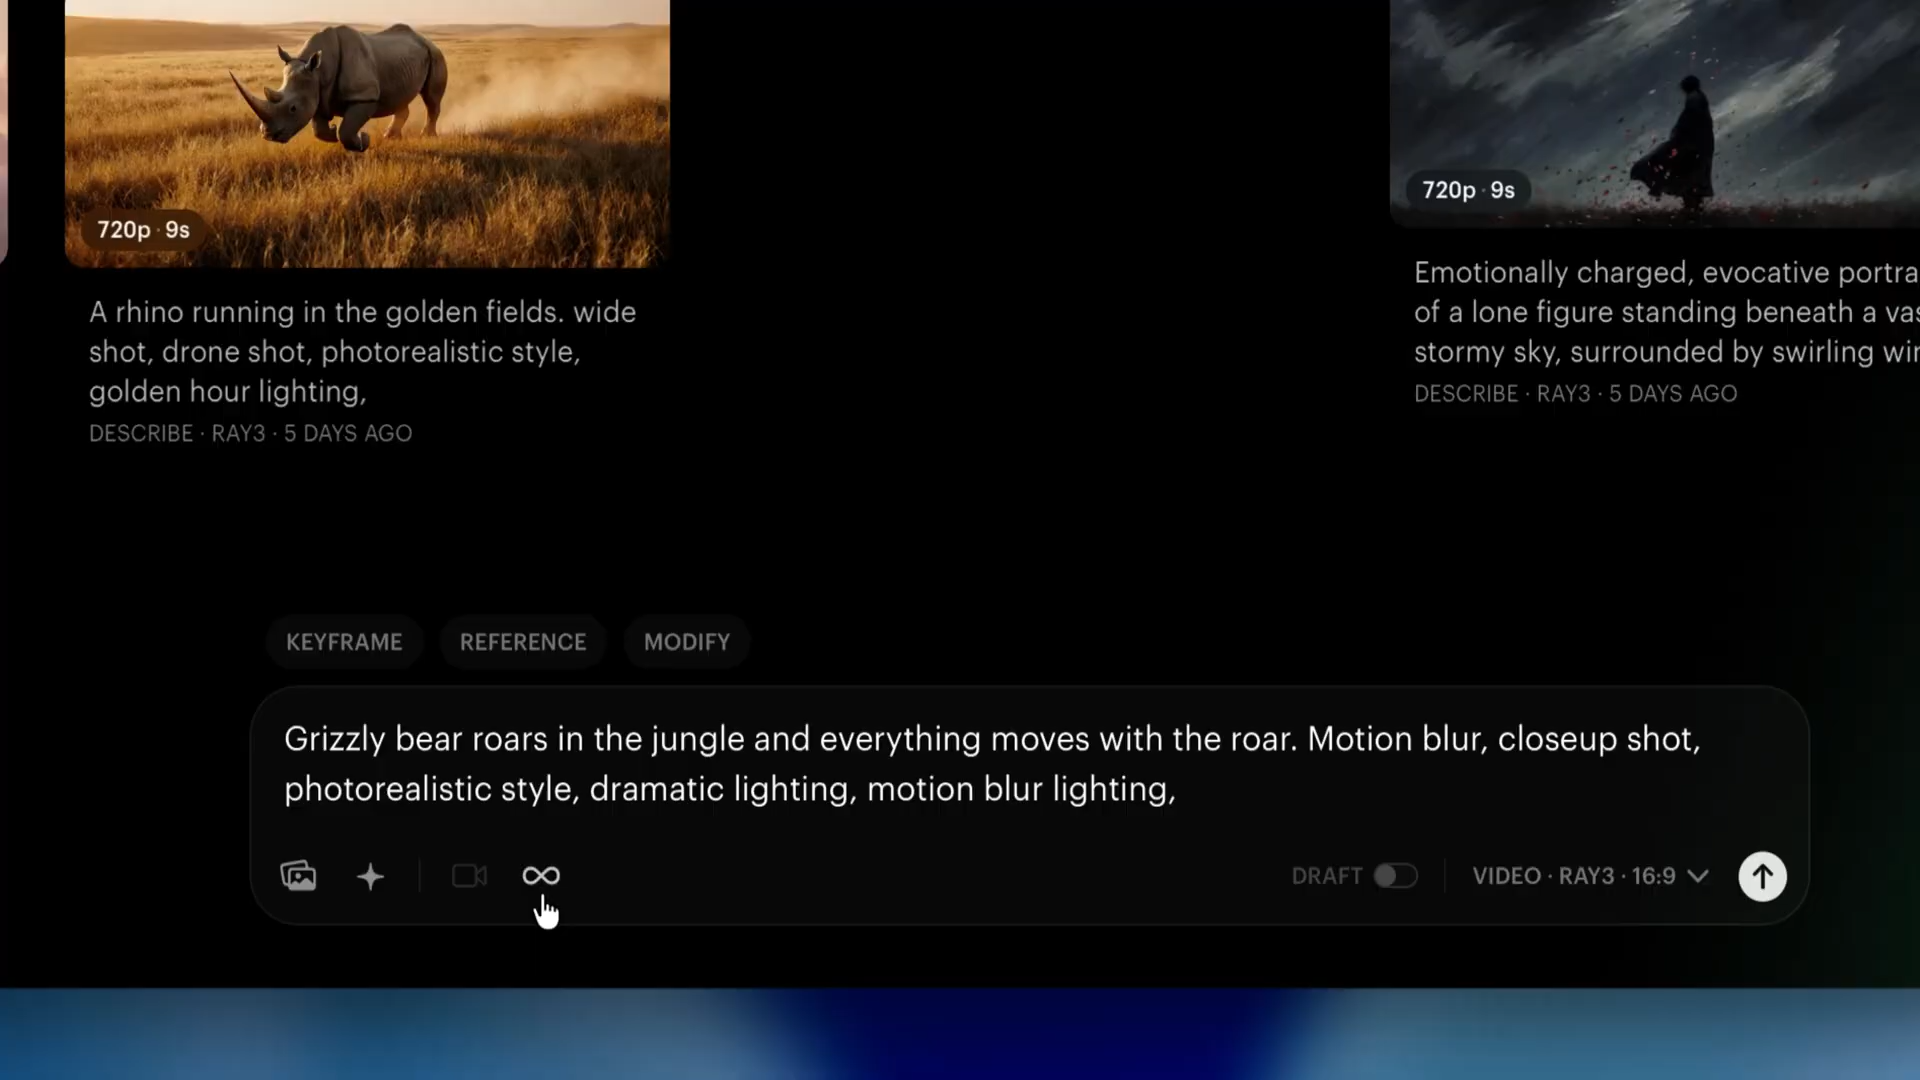 720p · 9s
A rhino running in the golden fields. wide
shot, drone shot, photorealistic style,
golden hour lighting,
DESCRIBE · RAY3 · 5 DAYS AGO
720p · 9s
Emotionally charged, evocative portra
of a lone figure standing beneath a vas
stormy sky, surrounded by swirling wi
DESCRIBE · RAY3 · 5 DAYS AGO
KEYFRAME REFERENCE MODIFY
Grizzly bear roars in the jungle and everything moves with the roar. Motion blur, closeup shot,
photorealistic style, dramatic lighting, motion blur lighting,
DRAFT VIDEO · RAY3 · 16:9